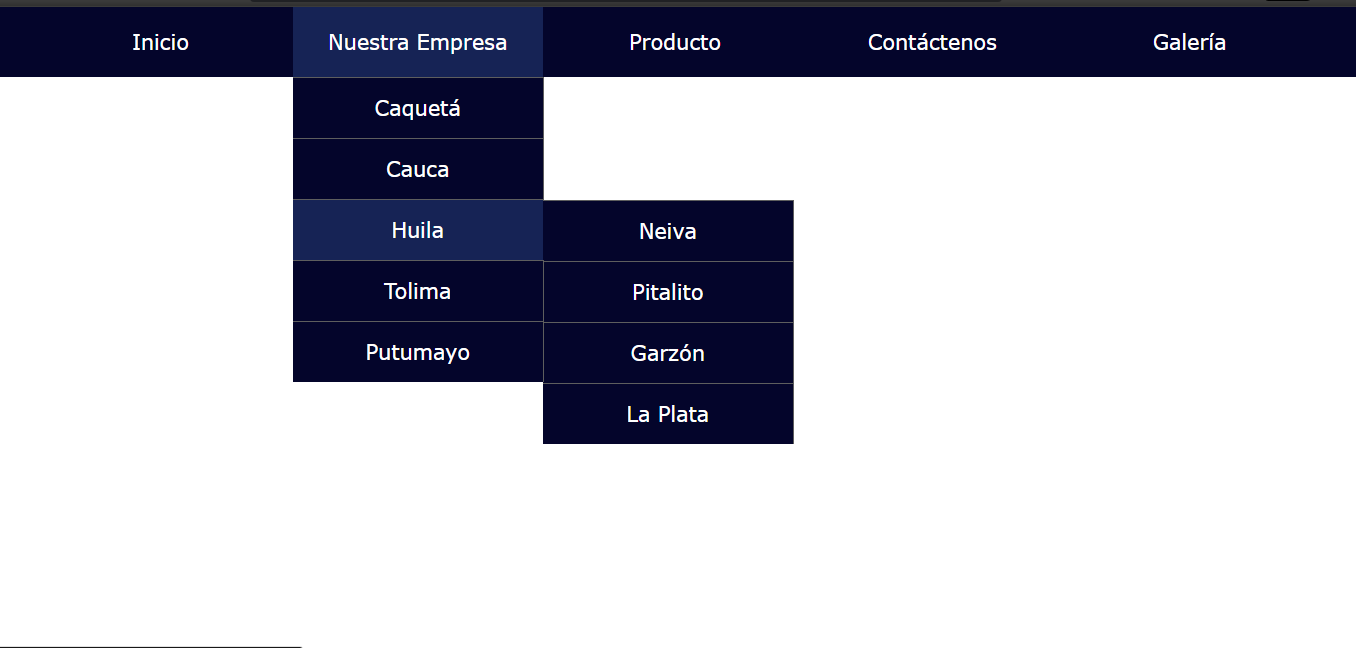 Inicio
Nuestra Empresa
Producto
Contáctenos
Galería
Caquetá
Cauca
Huila
Tolima
Putumayo
Neiva
Pitalito
Garzón
La Plata